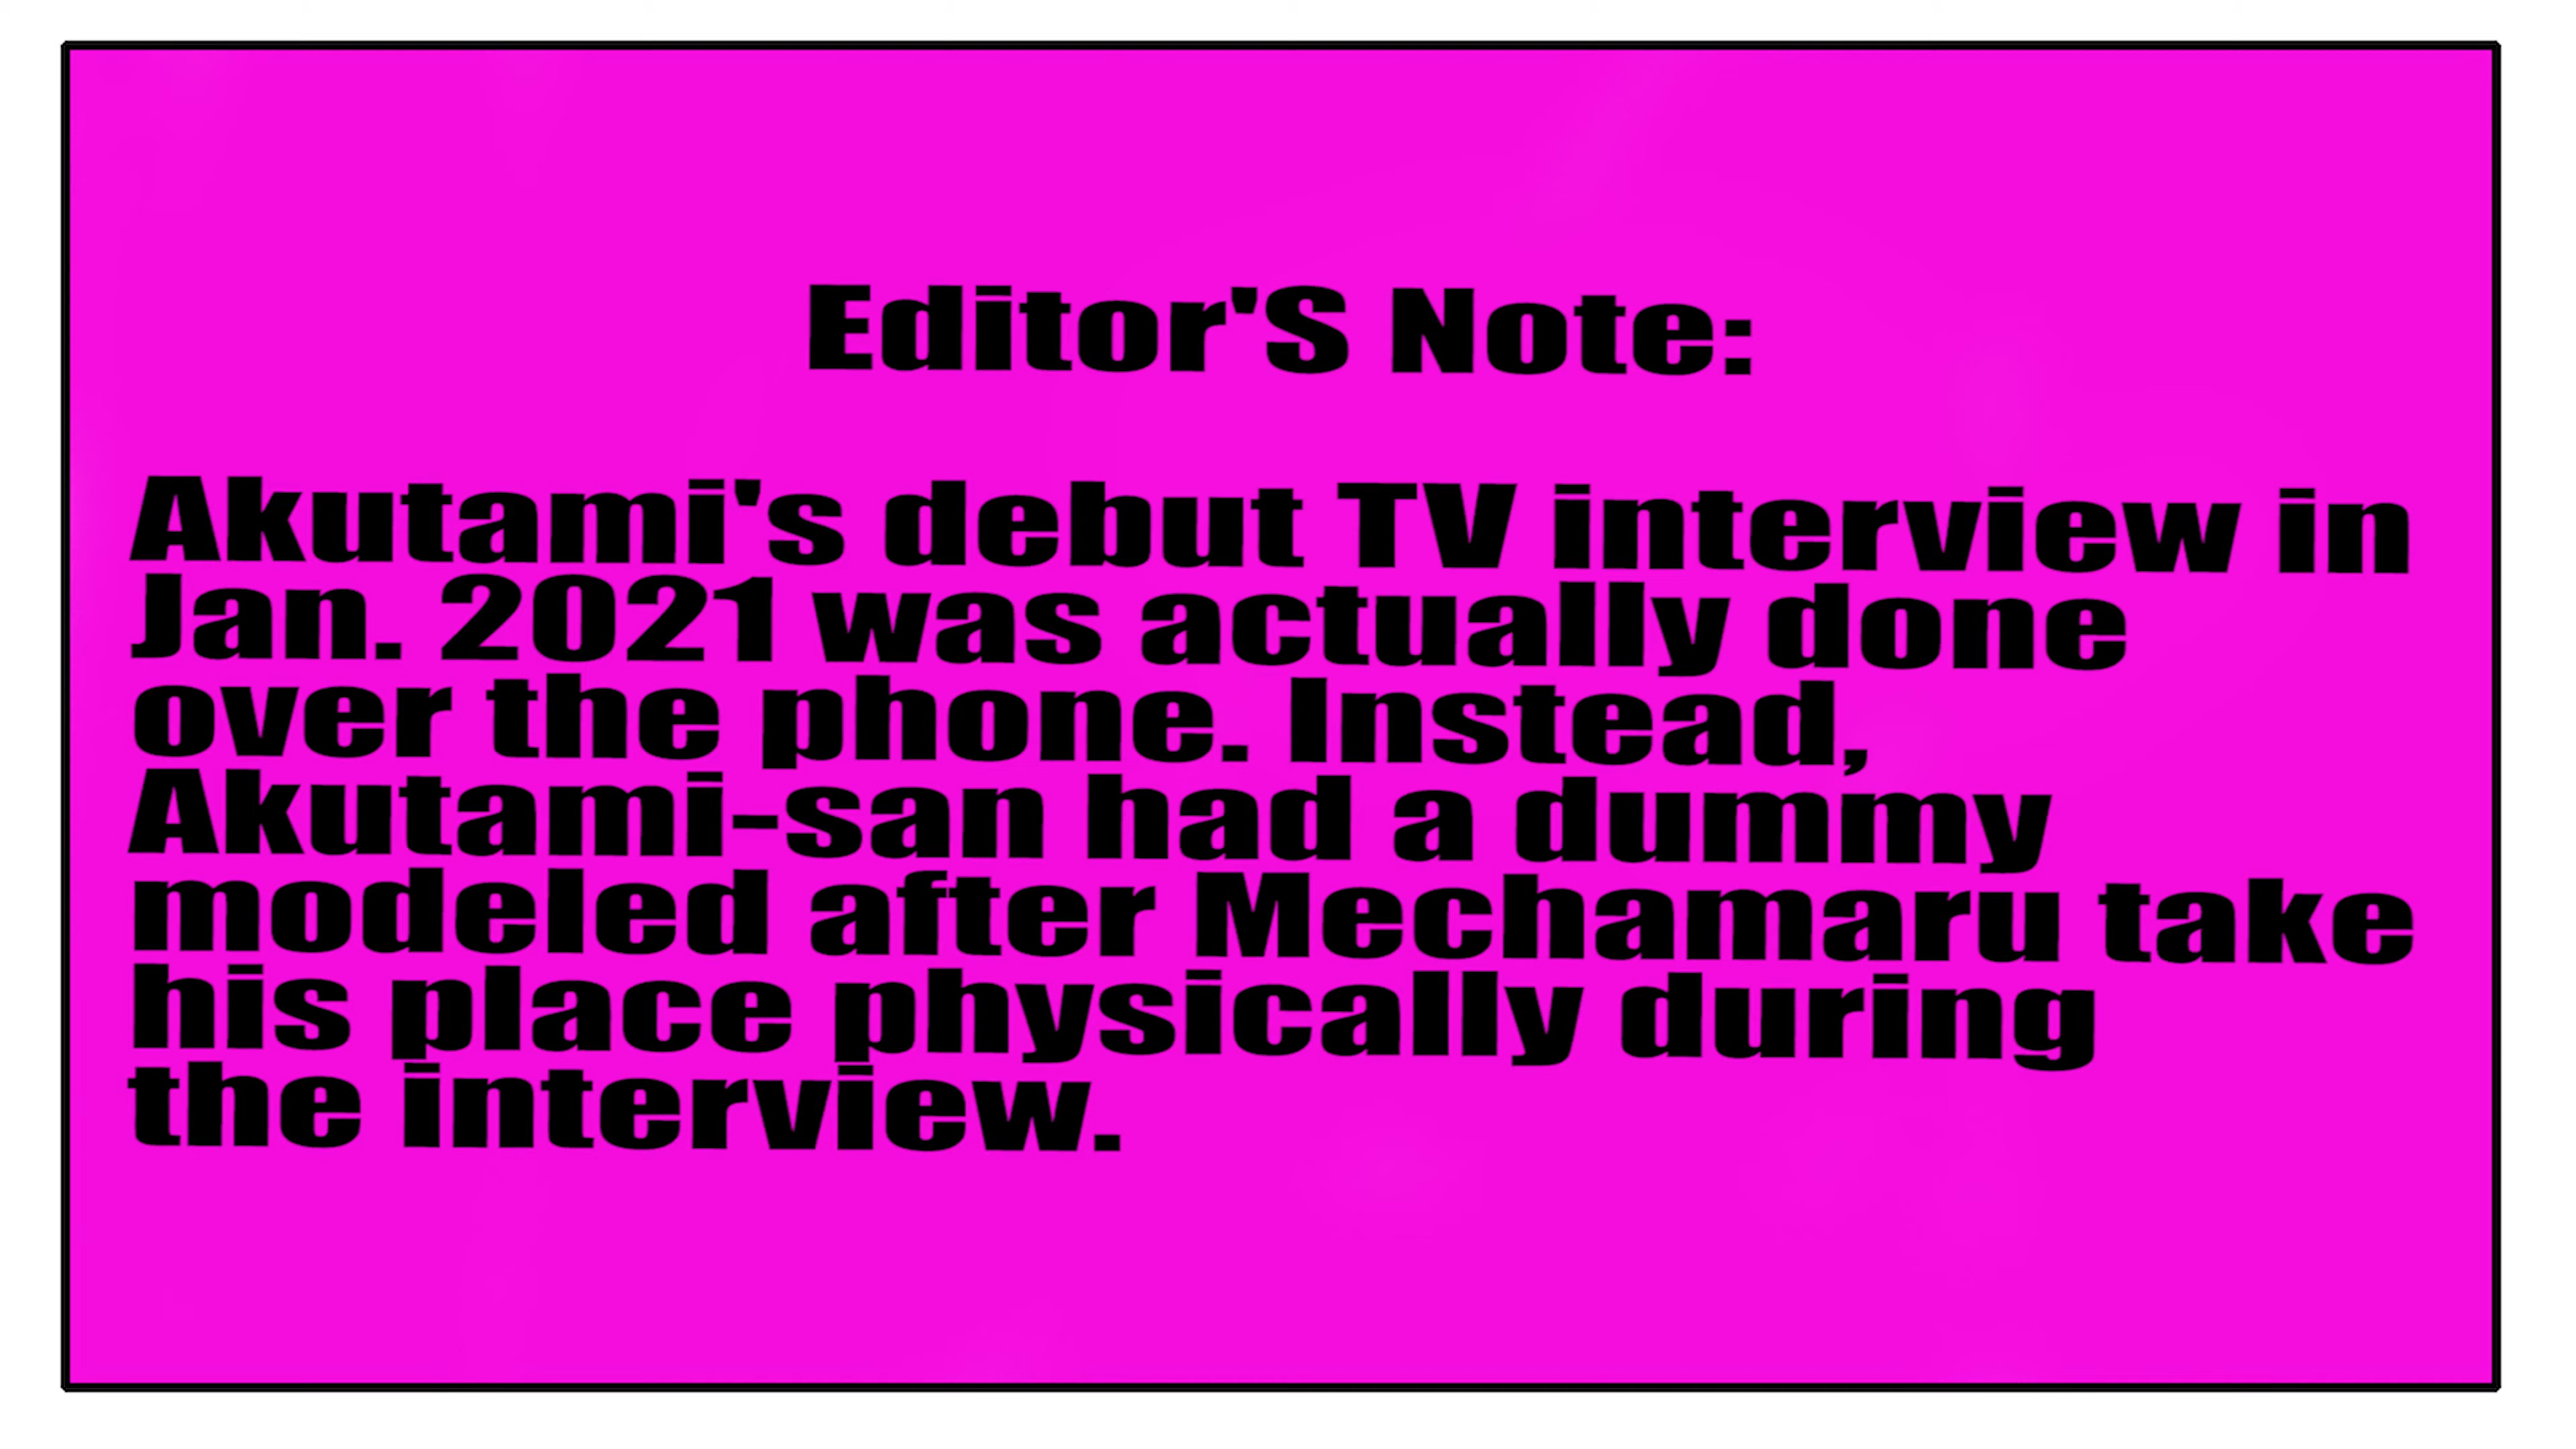 Editor'S Note:
Akutami's debut TV interview in
Jan. 2021 was actually done
over the phone. Instead,
Akutami-san had a dummy
modeled after Mechamaru take
his place physically during
the interview.